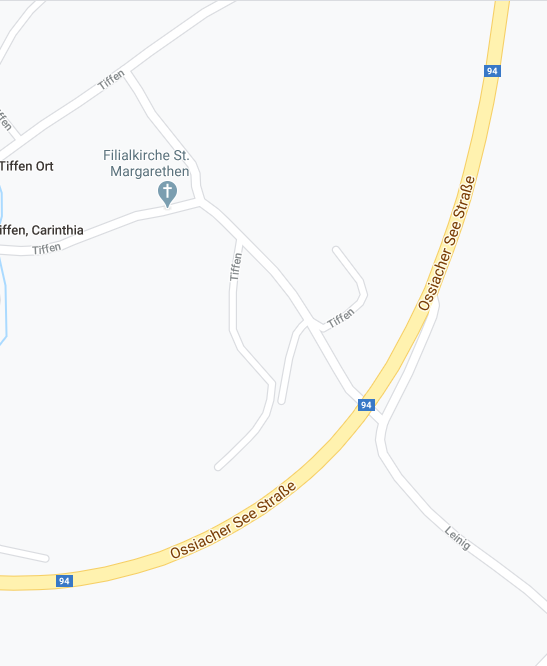 94
Tiffen
Tiffen
Filialkirche St.
Margarethen
Tiffen Ort
Ossiacher See Straße
iffen, Carinthia
Tiffen
Tiffen
Tiffen
94
Ossiacher See Straße
Leinig
94